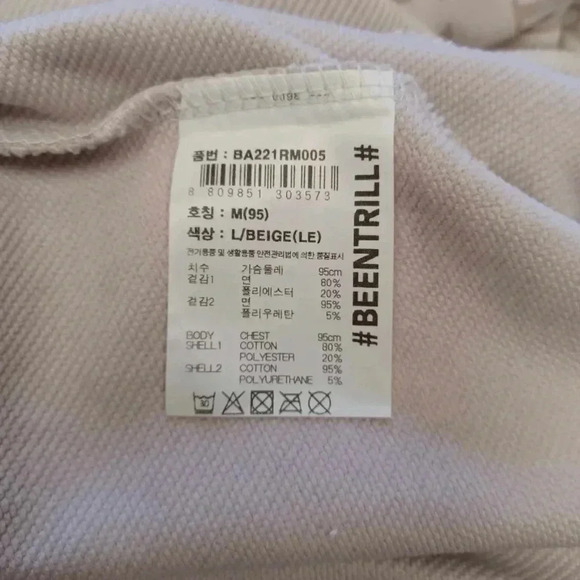 품번 : BA221RM005
8 809851 303573
호칭 : M(95)
색상 : L/BEIGE(LE)
전기용품 및 생활용품 안전관리법에 의한 품질표시
치수 가슴둘레 95cm
겉감1 면 80%
폴리에스터 20%
겉감2 면 95%
폴리우레탄 5%
BODY CHEST 95cm
SHELL1 COTTON 80%
POLYESTER 20%
SHELL2 COTTON 95%
POLYURETHANE 5%
#BEENTRILL#